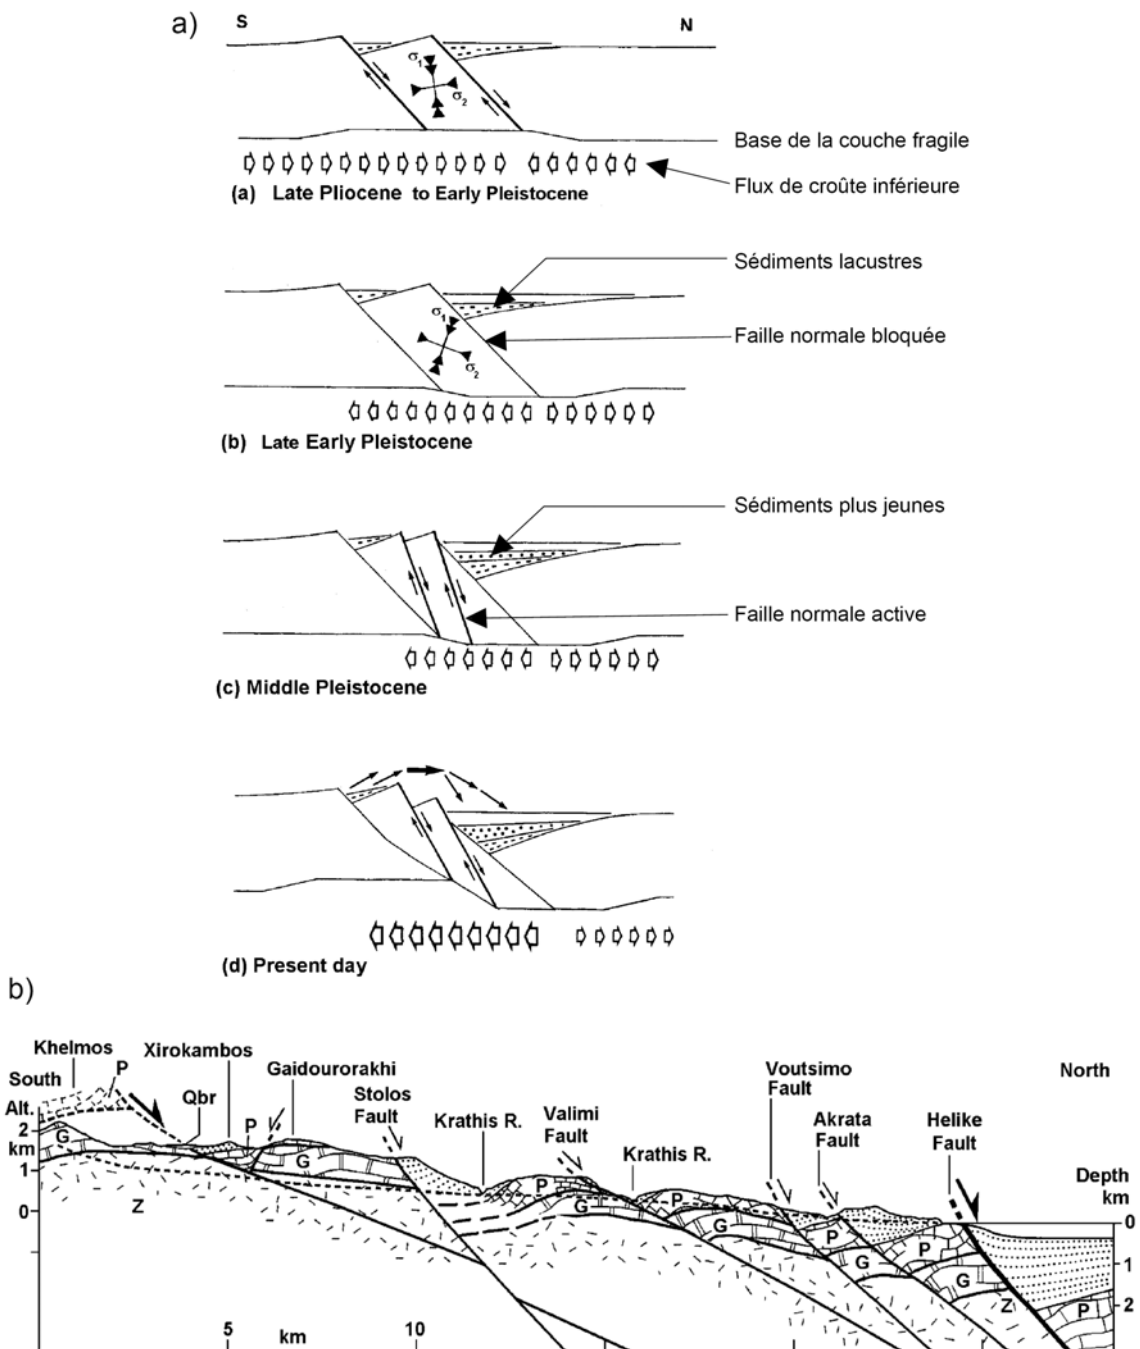 a)
S
N
σ1
σ2
Base de la couche fragile
Flux de croûte inférieure
(a) Late Pliocene to Early Pleistocene
Sédiments lacustres
σ1
Faille normale bloquée
σ2
(b) Late Early Pleistocene
Sédiments plus jeunes
Faille normale active
(c) Middle Pleistocene
(d) Present day
b)
Khelmos
Xirokambos
P
Gaidourorakhi
Voutsimo
Fault
North
South
Qbr
Stolos
Fault
Alt.
Krathis R.
Valimi
Fault
Akrata
Fault
Helike
Fault
2
km
G
P
G
Krathis R.
Depth
km
1
P
P
0
Z
G
G
P
P
0
G
G
1
Z
P
2
5
km
10